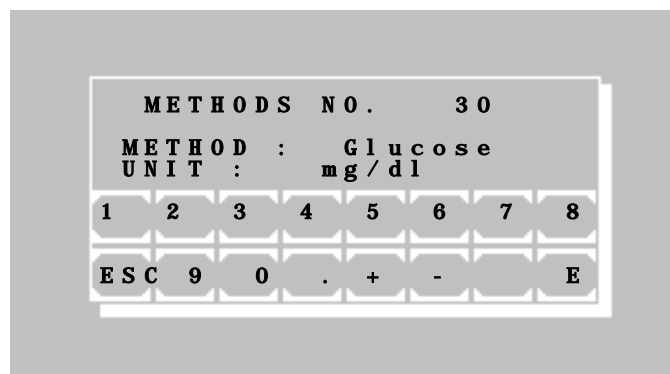 METHODS NO. 30
METHOD : Glucose
UNIT : mg/dl
1 2 3 4 5 6 7 8
ESC 9 0 . + - E